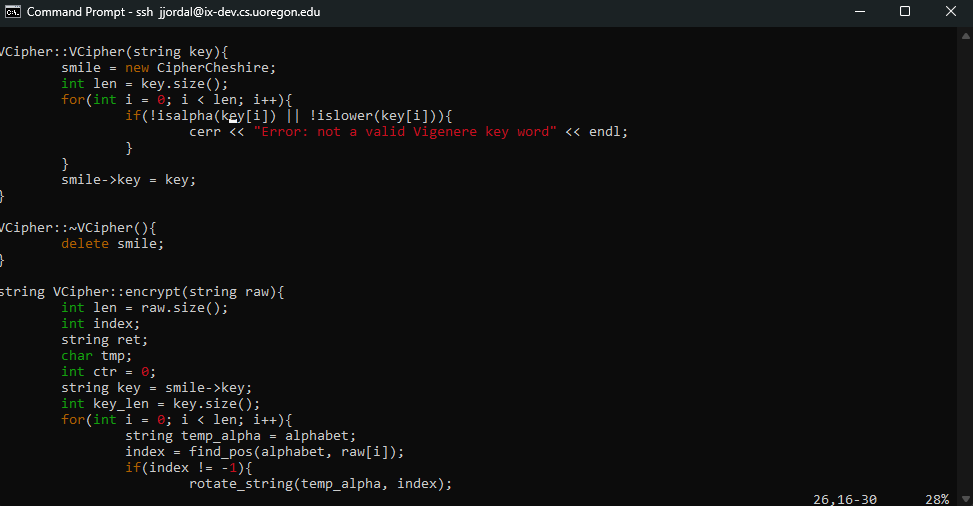 Command Prompt - ssh jjordal@ix-dev.cs.uoregon.edu
VCipher::VCipher(string key){
        smile = new CipherCheshire;
        int len = key.size();
        for(int i = 0; i < len; i++){
                if(!isalpha(key[i]) || !islower(key[i])){
                        cerr << "Error: not a valid Vigenere key word" << endl;
                }
        }
        smile->key = key;
}
VCipher::~VCipher(){
        delete smile;
}
string VCipher::encrypt(string raw){
        int len = raw.size();
        int index;
        string ret;
        char tmp;
        int ctr = 0;
        string key = smile->key;
        int key_len = key.size();
        for(int i = 0; i < len; i++){
                string temp_alpha = alphabet;
                index = find_pos(alphabet, raw[i]);
                if(index != -1){
                        rotate_string(temp_alpha, index);
26,16-30 28%